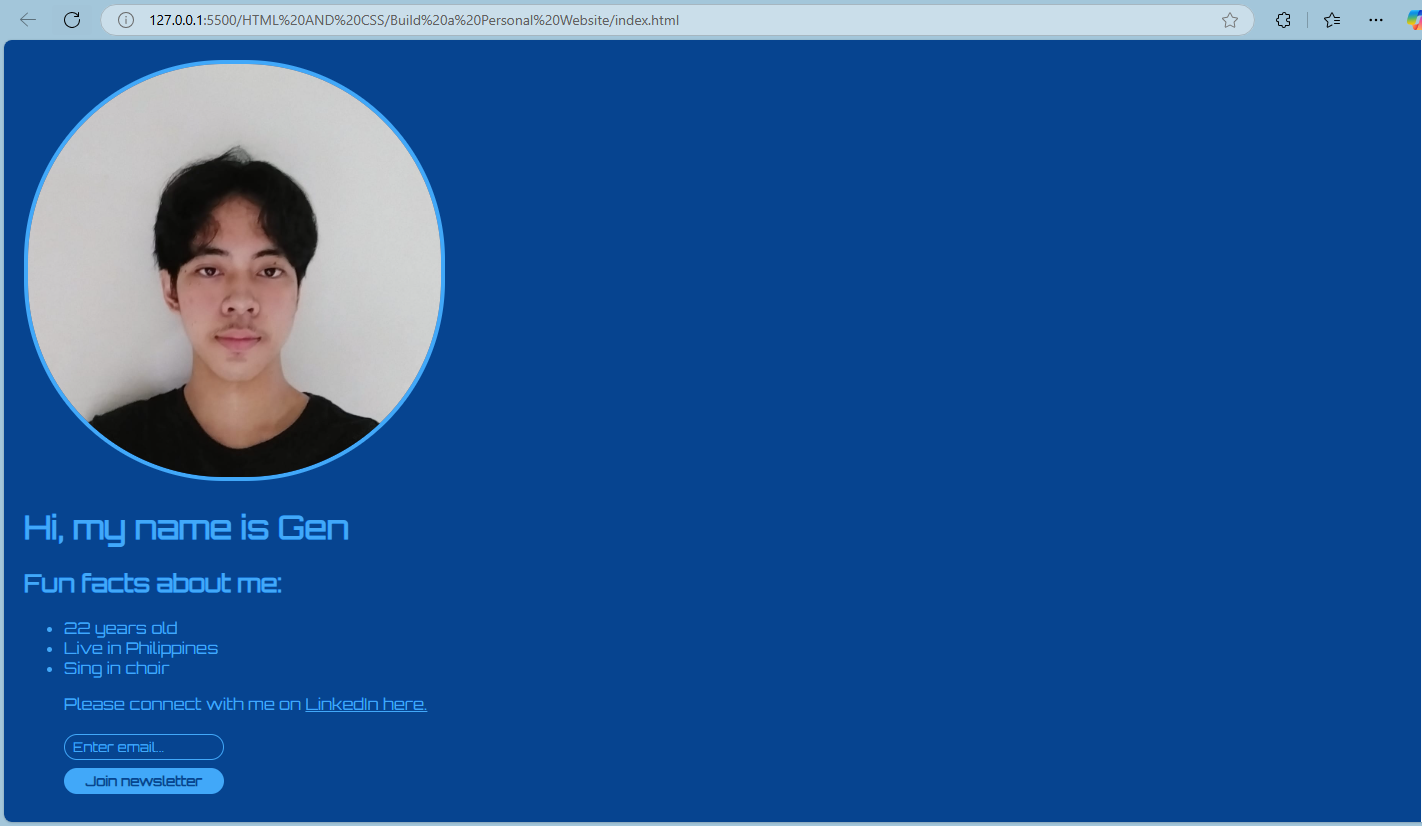 127.0.0.1:5500/HTML%20AND%20CSS/Build%20a%20Personal%20Website/index.html
Hi, my name is Gen
Fun facts about me:
• 22 years old
• Live in Philippines
• Sing in choir
Please connect with me on LinkedIn here.
Enter email...
Join newsletter